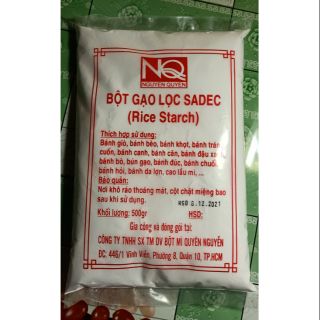 NQ
NGUYEN QUYEN
BỘT GẠO LỌC SADEC
(Rice Starch)
Thích hợp sử dụng:
Bánh giò, bánh bèo, bánh khọt, bánh tráng
cuốn, bánh canh, bánh căn, bánh đậu xanh,
bánh bò, bún gạo, bánh đúc, bánh chuối,
bánh hỏi, bánh da lợn, cao lầu mì, ...
Bảo quản:
Nơi khô ráo thoáng mát, cột chặt miệng bao
sau khi sử dụng.
HSD 8.12.2021
Khối lượng: 500gr
HSD:
Gia công và đóng gói tại:
CÔNG TY TNHH SX TM DV BỘT MÌ QUYÊN NGUYÊN
ĐC: 446/1 Vĩnh Viễn, Phường 8, Quận 10, TP.HCM